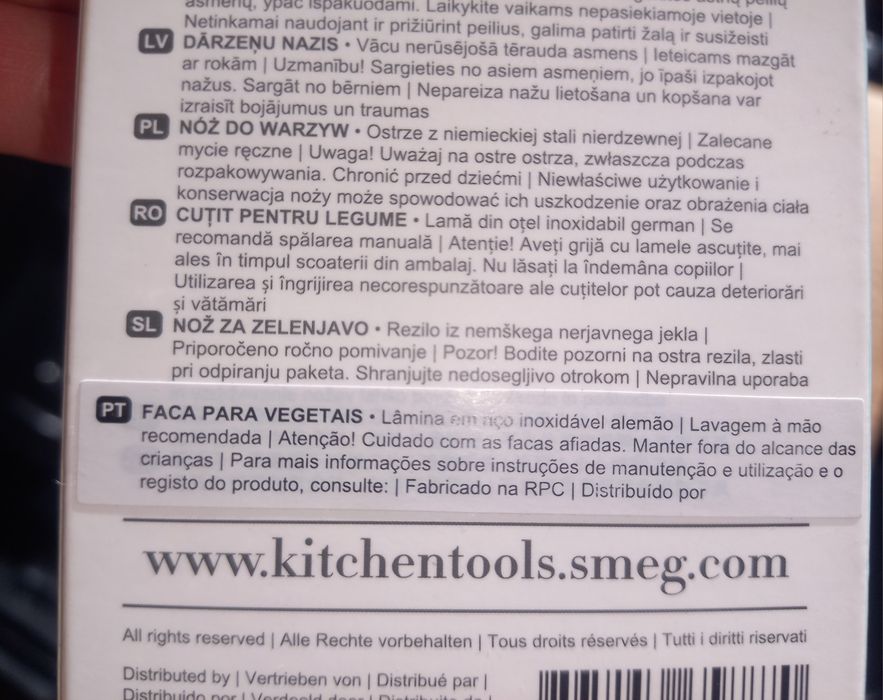 asmenų, ypač išpakuodami. Laikykite vaikams nepasiekiamoje vietoje |
Netinkamai naudojant ir prižiūrint peilius, galima patirti žalą ir susižeisti
LV DĀRZEŅU NAZIS • Vācu nerūsējošā tērauda asmens | Ieteicams mazgāt
ar rokām | Uzmanību! Sargieties no asiem asmeņiem, jo īpaši izpakojot
nažus. Sargāt no bērniem | Nepareiza nažu lietošana un kopšana var
izraisīt bojājumus un traumas
PL NÓŻ DO WARZYW • Ostrze z niemieckiej stali nierdzewnej | Zalecane
mycie ręczne | Uwaga! Uważaj na ostre ostrza, zwłaszcza podczas
rozpakowywania. Chronić przed dziećmi | Niewłaściwe użytkowanie i
konserwacja noży może spowodować ich uszkodzenie oraz obrażenia ciała
RO CUȚIT PENTRU LEGUME • Lamă din oțel inoxidabil german | Se
recomandă spălarea manuală | Atenție! Aveți grijă cu lamele ascuțite, mai
ales în timpul scoaterii din ambalaj. Nu lăsați la îndemâna copiilor |
Utilizarea și îngrijirea necorespunzătoare ale cuțitelor pot cauza deteriorări
și vătămări
SL NOŽ ZA ZELENJAVO • Rezilo iz nemškega nerjavnega jekla |
Priporočeno ročno pomivanje | Pozor! Bodite pozorni na ostra rezila, zlasti
pri odpiranju paketa. Shranjujte nedosegljivo otrokom | Nepravilna uporaba
PT FACA PARA VEGETAIS • Lâmina em aço inoxidável alemão | Lavagem à mão
recomendada | Atenção! Cuidado com as facas afiadas. Manter fora do alcance das
crianças | Para mais informações sobre instruções de manutenção e utilização e o
registo do produto, consulte: | Fabricado na RPC | Distribuído por
www.kitchentools.smeg.com
All rights reserved | Alle Rechte vorbehalten | Tous droits réservés | Tutti i diritti riservati
Distributed by | Vertrieben von | Distribué par |